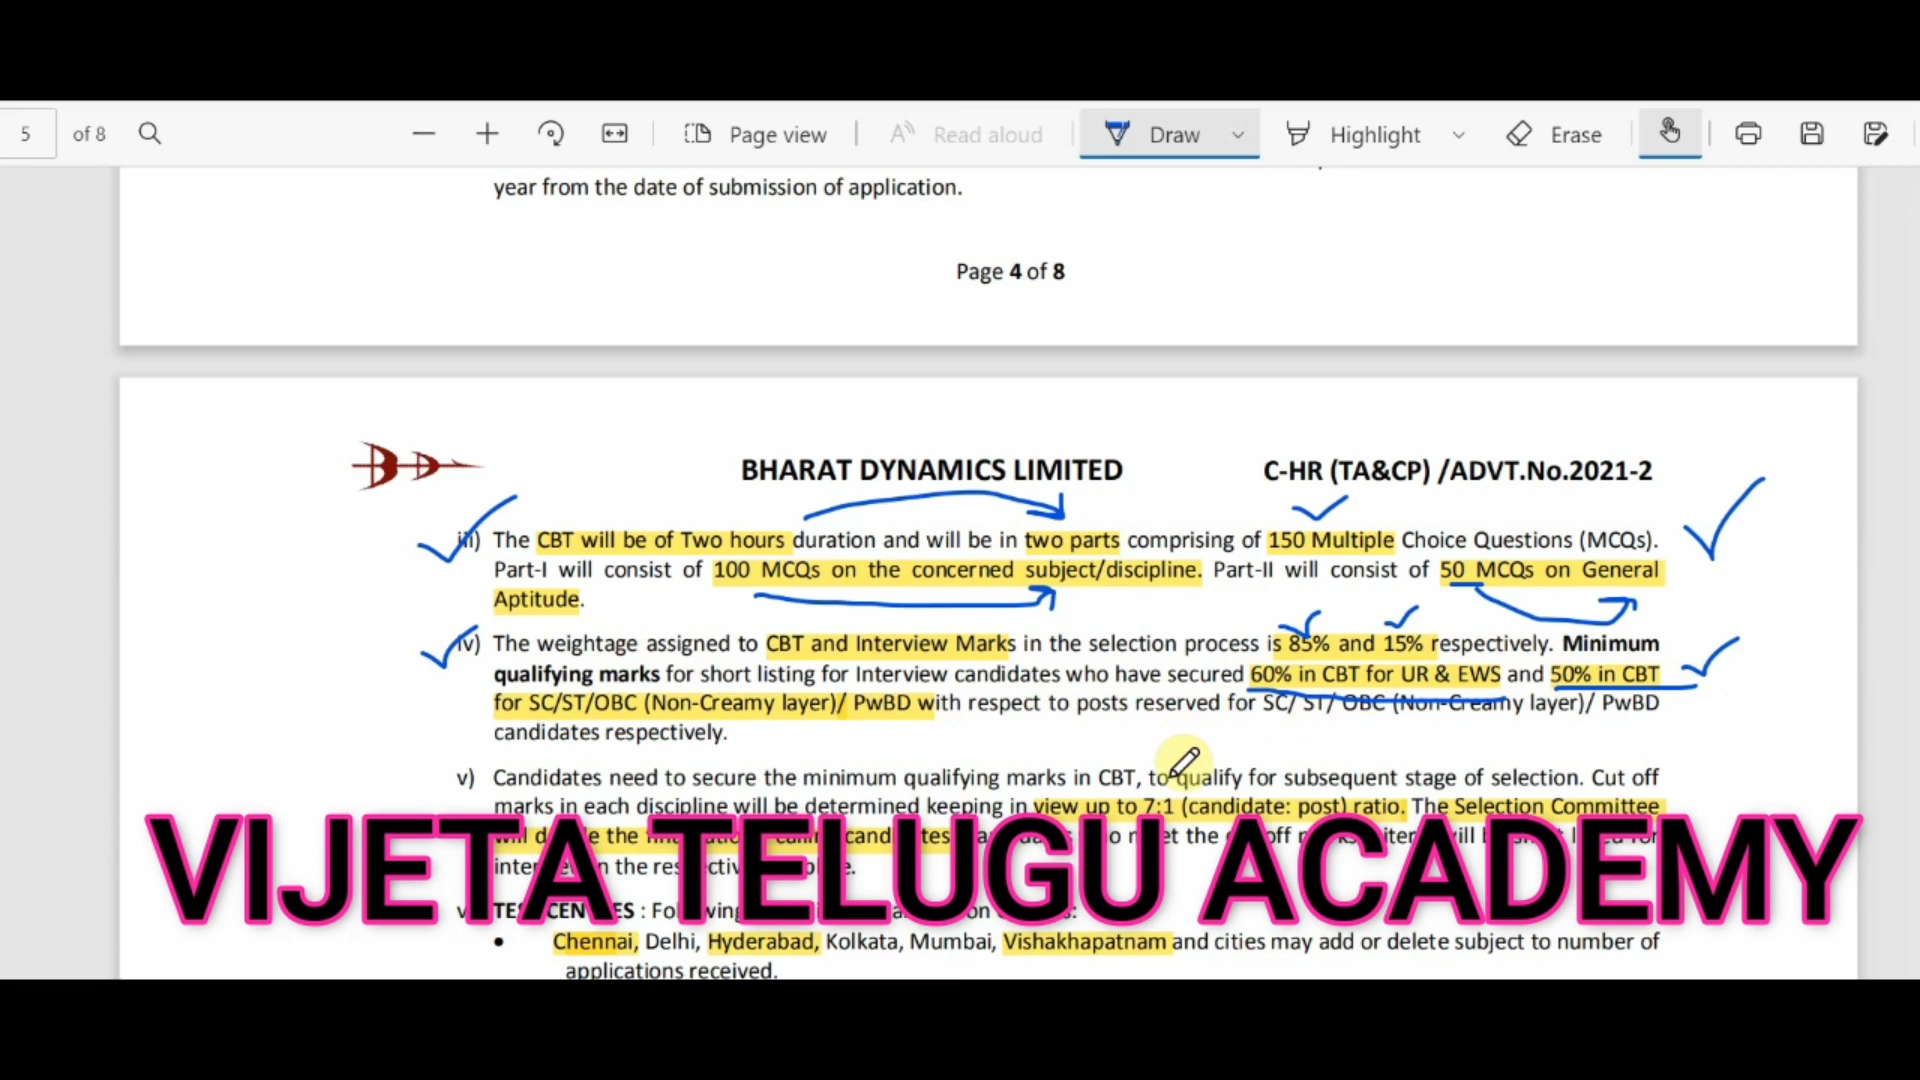 5 of 8 Page view Read aloud Draw Highlight Erase
year from the date of submission of application.
Page 4 of 8
BHARAT DYNAMICS LIMITED C-HR (TA&CP) /ADVT.No.2021-2
iii) The CBT will be of Two hours duration and will be in two parts comprising of 150 Multiple Choice Questions (MCQs).
Part-I will consist of 100 MCQs on the concerned subject/discipline. Part-II will consist of 50 MCQs on General
Aptitude.
iv) The weightage assigned to CBT and Interview Marks in the selection process is 85% and 15% respectively. Minimum
qualifying marks for short listing for Interview candidates who have secured 60% in CBT for UR & EWS and 50% in CBT
for SC/ST/OBC (Non-Creamy layer)/ PwBD with respect to posts reserved for SC/ ST/ OBC (Non-Creamy layer)/ PwBD
candidates respectively.
v) Candidates need to secure the minimum qualifying marks in CBT, to qualify for subsequent stage of selection. Cut off
marks in each discipline will be determined keeping in view up to 7:1 (candidate: post) ratio. The Selection Committee
the
VIJETA TELUGU ACADEMY
: 
Chennai, Delhi, Hyderabad, Kolkata, Mumbai, Vishakhapatnam and cities may add or delete subject to number of
applications received.